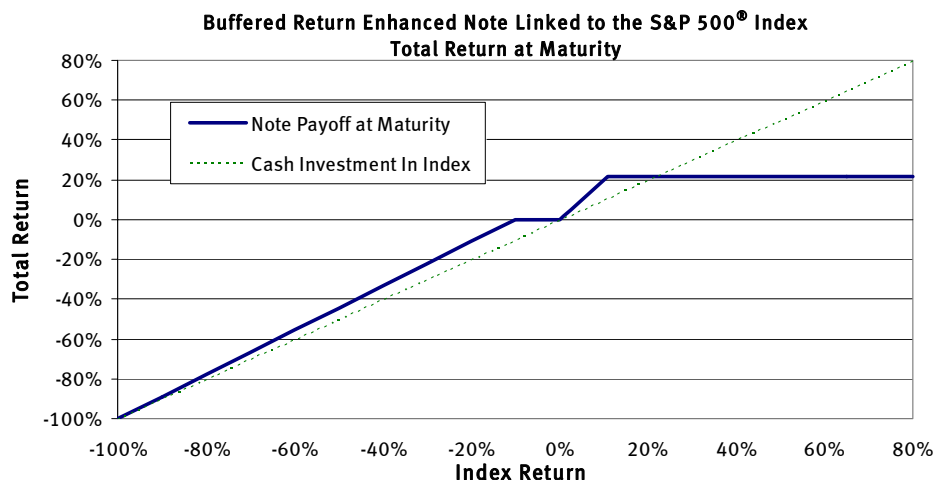 Buffered Return Enhanced Note Linked to the S&P 500® Index
Total Return at Maturity
80%
60%
40%
20%
0%
-20%
-40%
-60%
-80%
-100%
Total Return
Note Payoff at Maturity
Cash Investment In Index
-100% -80% -60% -40% -20% 0% 20% 40% 60% 80%
Index Return